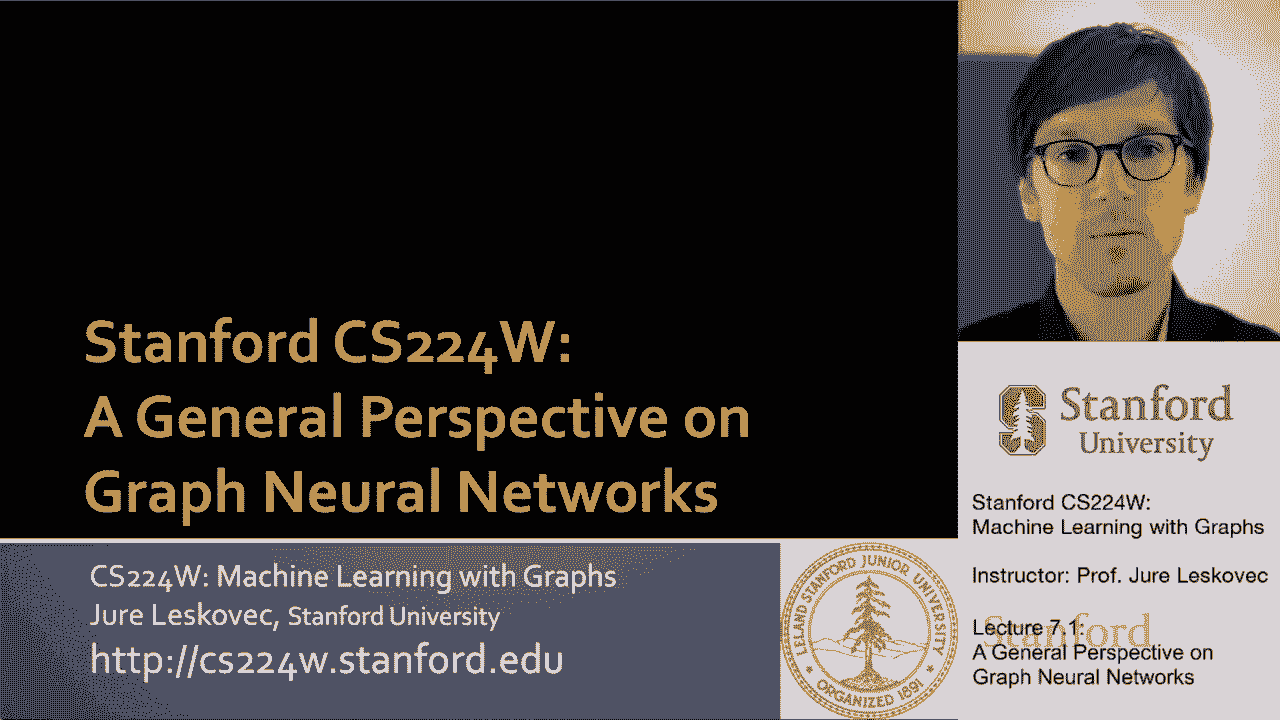 Stanford CS224W:
A General Perspective on
Graph Neural Networks
CS224W: Machine Learning with Graphs
Jure Leskovec, Stanford University
http://cs224w.stanford.edu
LELAND STANFORD JUNIOR UNIVERSITY
ORGANIZED 1891
Stanford
University
Stanford CS224W:
Machine Learning with Graphs
Instructor: Prof. Jure Leskovec
Stanford
Lecture 7.1:
A General Perspective on
Graph Neural Networks